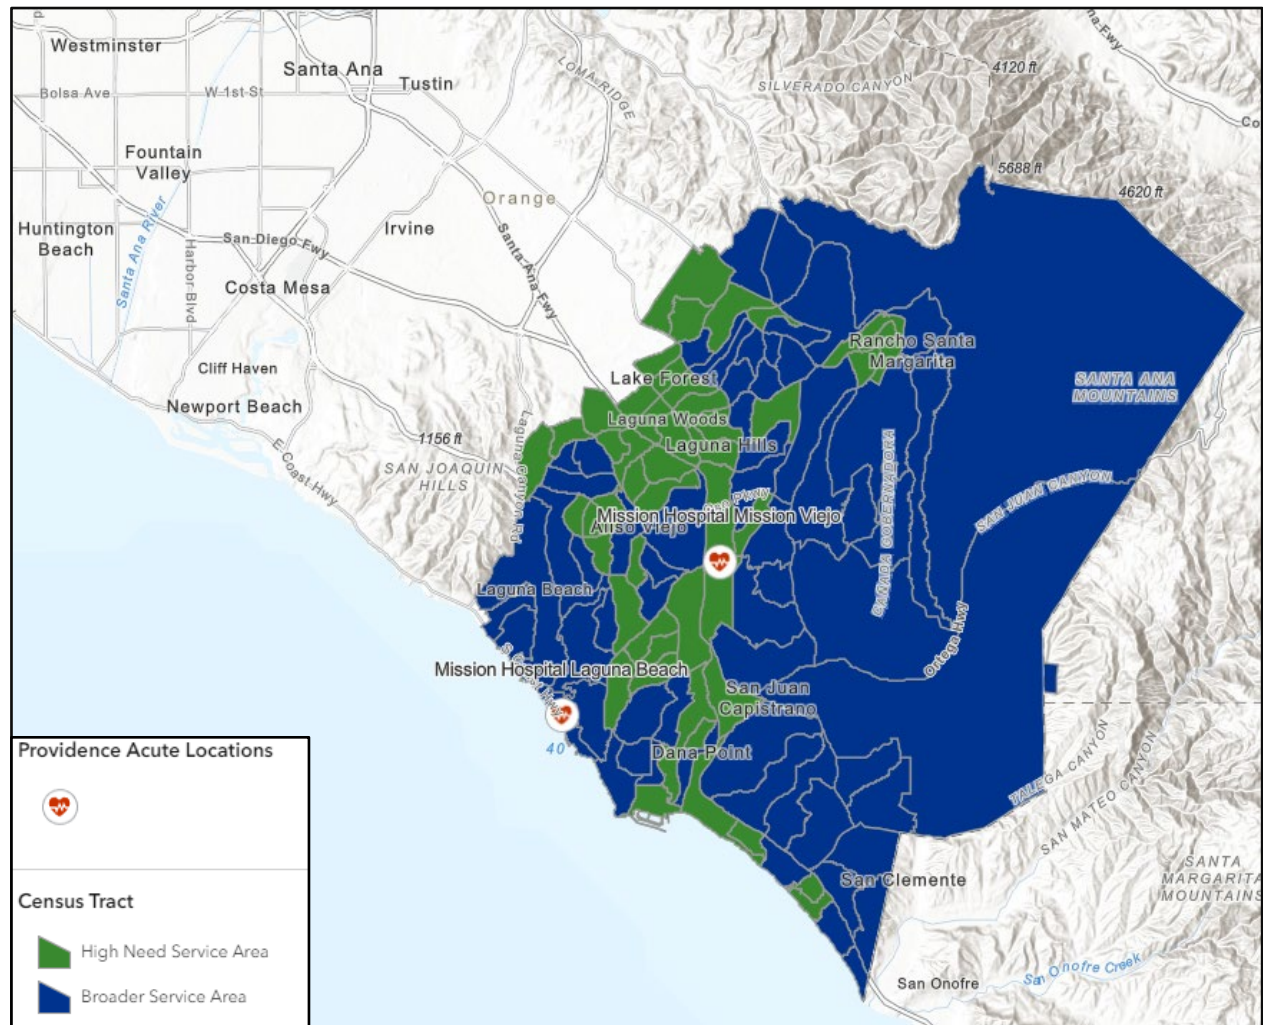 Westminster
Santa Ana
Tustin
Bolsa Ave
W 1st St
LOMA RIDGE
SILVERADO CANYON
4120 ft
na Fwy
Co
Fountain
Valley
5688 ft
4620 ft
Orange
Huntington
Beach
Santa Ana River
Harbor Blvd
San Diego Fwy
Irvine
Santa Ana Fwy
Costa Mesa
Cliff Haven
Newport Beach
E Coast Hwy
1156 ft
SAN JOAQUIN
HILLS
Laguna Canyon Rd
Lake Forest
Laguna Woods
Laguna Hills
Rancho Santa
Margarita
SANTA ANA
MOUNTAINS
CAÑADA GOBERNADORA
SAN JUAN CANYON
Pkwy
Mission Hospital Mission Viejo
Aliso Viejo
Laguna Beach
Ortega Hwy
Mission Hospital Laguna Beach
San Juan
Capistrano
Dana Point
40
TALEGA CANYON
SAN MATEO CANYON
SANTA
MARGARITA
MOUNTAINS
San Clemente
San Onofre
San Onofre Creek
Providence Acute Locations
Census Tract
High Need Service Area
Broader Service Area